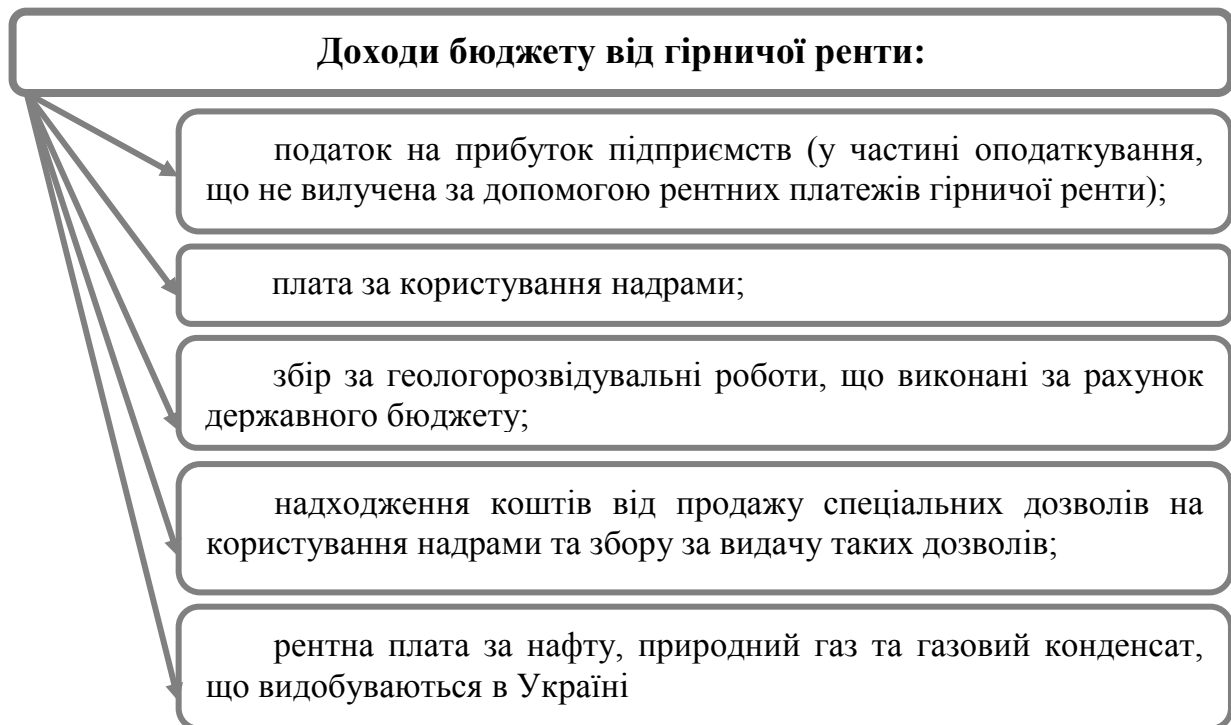 Доходи бюджету від гірничої ренти:
податок на прибуток підприємств (у частині оподаткування,
що не вилучена за допомогою рентних платежів гірничої ренти);
плата за користування надрами;
збір за геологорозвідувальні роботи, що виконані за рахунок
державного бюджету;
надходження коштів від продажу спеціальних дозволів на
користування надрами та збору за видачу таких дозволів;
рентна плата за нафту, природний газ та газовий конденсат,
що видобуваються в Україні